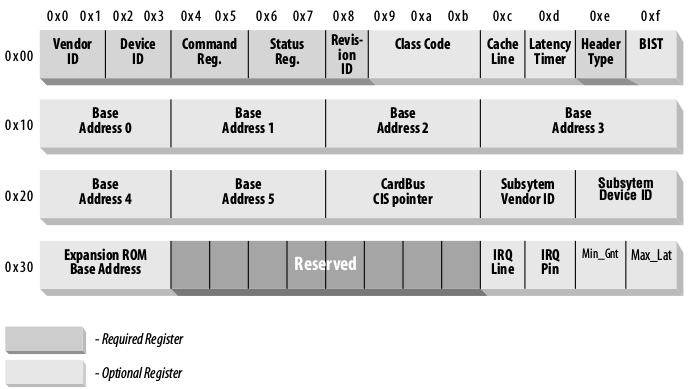 0x0 0x1 0x2 0x3 0x4 0x5 0x6 0x7 0x8 0x9 0xa 0xb 0xc 0xd 0xe 0xf
0x00
Vendor
ID
Device
ID
Command
Reg.
Status
Reg.
Revis-
ion
ID
Class Code
Cache
Line
Latency
Timer
Header
Type
BIST
0x10
Base
Address 0
Base
Address 1
Base
Address 2
Base
Address 3
0x20
Base
Address 4
Base
Address 5
CardBus
CIS pointer
Subsytem
Vendor ID
Subsytem
Device ID
0x30
Expansion ROM
Base Address
Reserved
IRQ
Line
IRQ
Pin
Min_Gnt
Max_Lat
- Required Register
- Optional Register